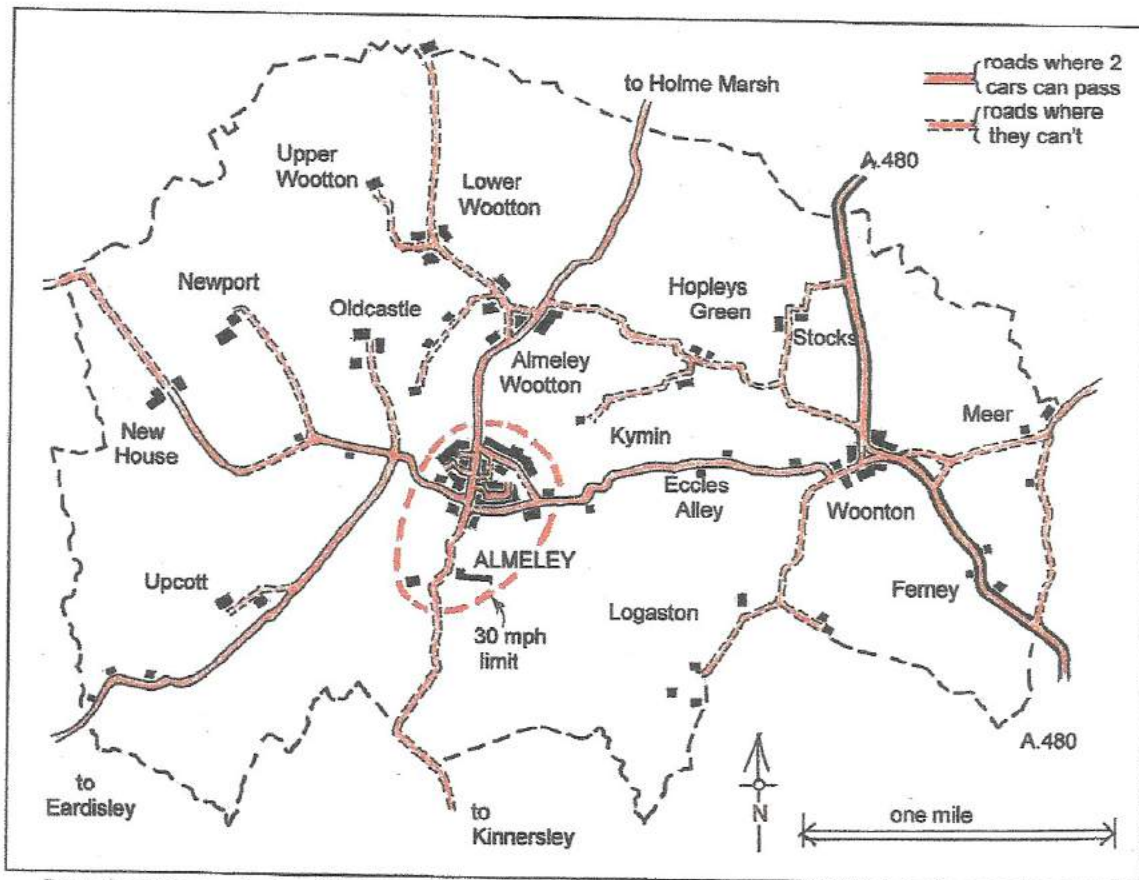 roads where 2
cars can pass
roads where
they can't
to Holme Marsh
A.480
Upper
Wootton
Lower
Wootton
Newport
Oldcastle
Hopleys
Green
Stocks
Almeley
Wootton
Meer
New
House
Kymin
Eccles
Alley
Woonton
ALMELEY
Upcott
Ferney
Logaston
30 mph
limit
A.480
to
Eardisley
to
Kinnersley
N
one mile